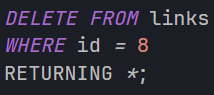 DELETE FROM links
WHERE id = 8
RETURNING *;